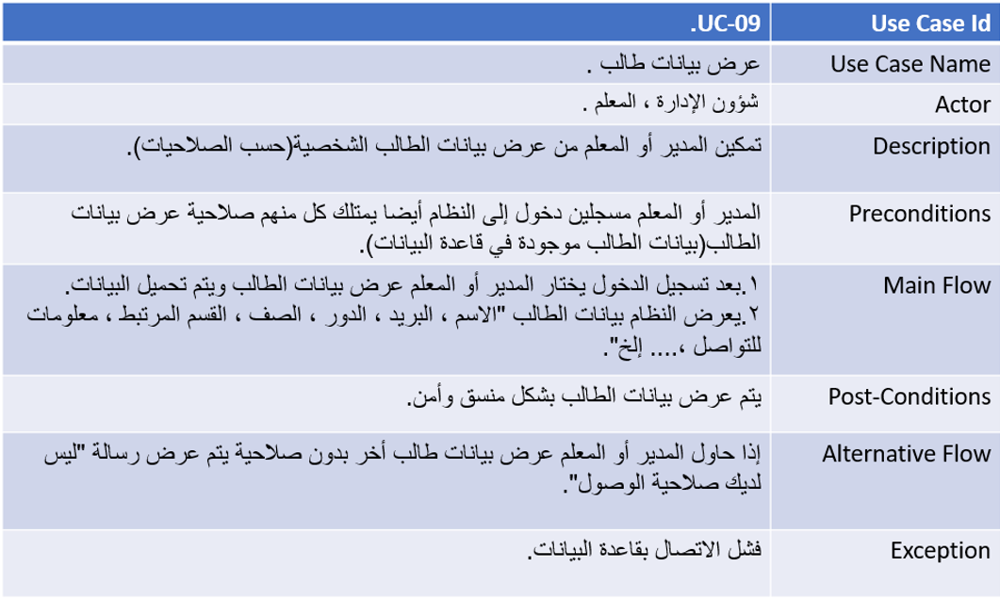 Use Case Id UC-09.
Use Case Name عرض بيانات طالب .
Actor شؤون الإدارة ، المعلم .
Description تمكين المدير أو المعلم من عرض بيانات الطالب الشخصية(حسب الصلاحيات).
Preconditions المدير أو المعلم مسجلين دخول إلى النظام أيضا يمتلك كل منهم صلاحية عرض بيانات
الطالب(بيانات الطالب موجودة في قاعدة البيانات).
Main Flow ١.بعد تسجيل الدخول يختار المدير أو المعلم عرض بيانات الطالب ويتم تحميل البيانات.
٢.يعرض النظام بيانات الطالب "الاسم ، البريد ، الدور ، الصف ، القسم المرتبط ، معلومات
للتواصل ،.... إلخ".
Post-Conditions يتم عرض بيانات الطالب بشكل منسق وأمن.
Alternative Flow إذا حاول المدير أو المعلم عرض بيانات طالب أخر بدون صلاحية يتم عرض رسالة "ليس
لديك صلاحية الوصول".
Exception فشل الاتصال بقاعدة البيانات.